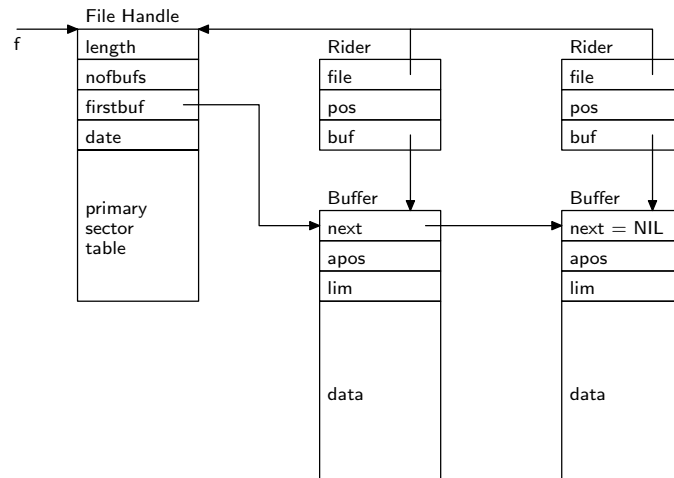 File Handle
f
length
nofbufs
firstbuf
date
primary
sector
table
Rider
file
pos
buf
Rider
file
pos
buf
Buffer
next
apos
lim
data
Buffer
next = NIL
apos
lim
data